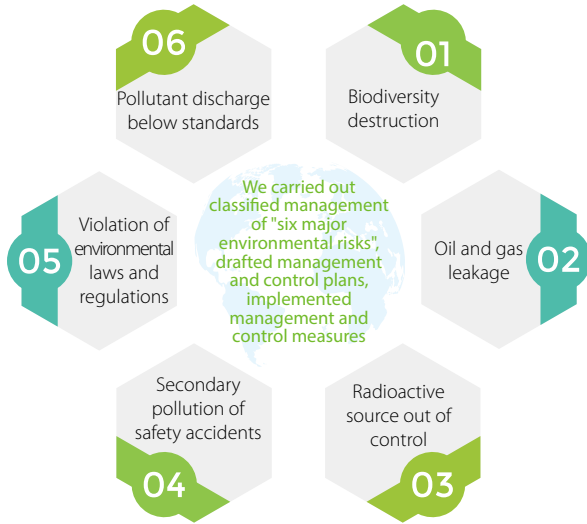 01
Biodiversity
destruction
02
Oil and gas
leakage
03
Radioactive
source out of
control
04
Secondary
pollution of
safety accidents
05
Violation of
environmental
laws and
regulations
06
Pollutant discharge
below standards
We carried out
classified management
of "six major
environmental risks",
drafted management
and control plans,
implemented
management and
control measures